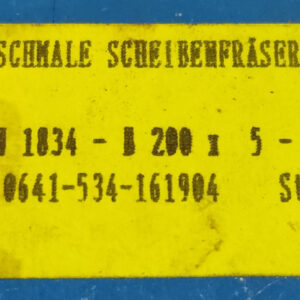 SCHMALE SCHEIBENFRÄSER
1834 - B 200 x 5 -
0641-534-161904